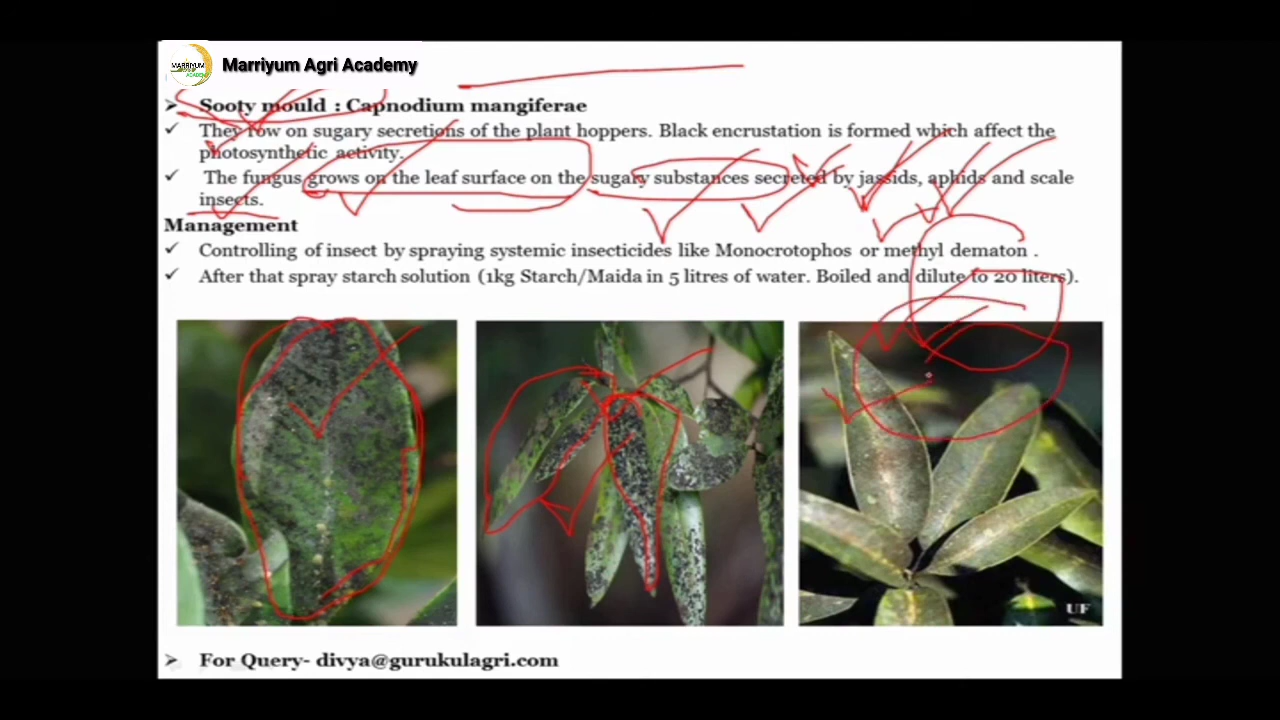 MARRIYUM
ACADEMY
Marriyum Agri Academy
➢ Sooty mould : Capnodium mangiferae
✓ They row on sugary secretions of the plant hoppers. Black encrustation is formed which affect the
photosynthetic activity.
✓ The fungus grows on the leaf surface on the sugary substances secreted by jassids, aphids and scale
insects.
Management
✓ Controlling of insect by spraying systemic insecticides like Monocrotophos or methyl dematon .
✓ After that spray starch solution (1kg Starch/Maida in 5 litres of water. Boiled and dilute to 20 liters).
UF
➢ For Query- divya@gurukulagri.com